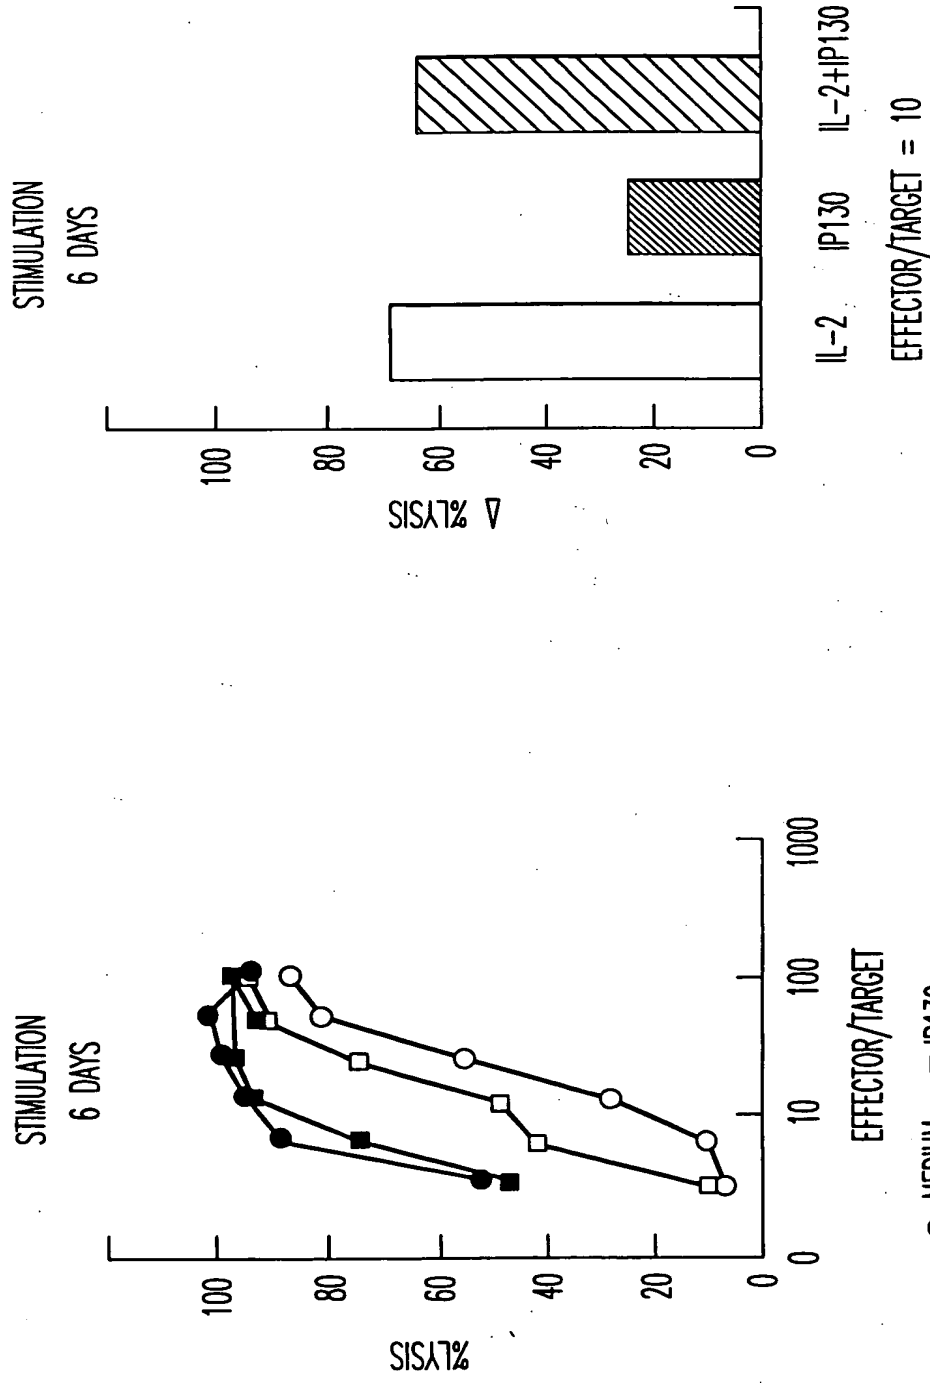 STIMULATION
6 DAYS
%LYSIS
100
80
60
40
20
0
0
10
100
1000
EFFECTOR/TARGET
STIMULATION
6 DAYS
Δ %LYSIS
100
80
60
40
20
0
IL-2
IP130
IL-2+IP130
EFFECTOR/TARGET = 10